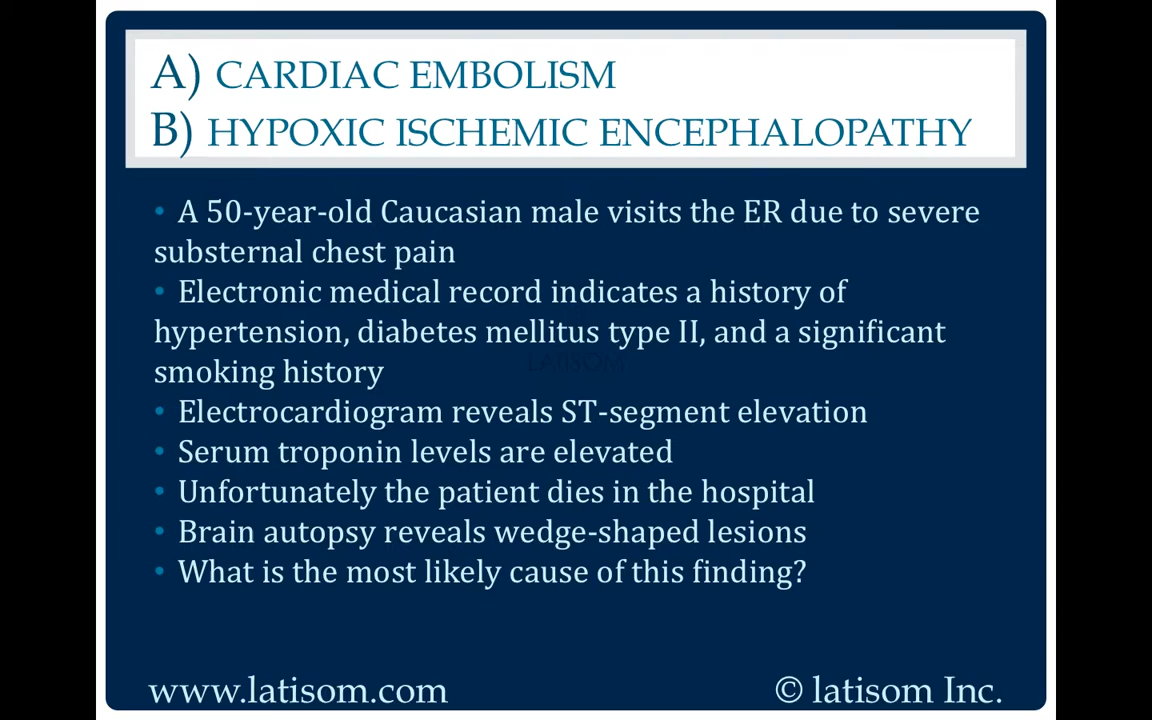 A) CARDIAC EMBOLISM
B) HYPOXIC ISCHEMIC ENCEPHALOPATHY
• A 50-year-old Caucasian male visits the ER due to severe
substernal chest pain
• Electronic medical record indicates a history of
hypertension, diabetes mellitus type II, and a significant
smoking history
LATISOM
• Electrocardiogram reveals ST-segment elevation
• Serum troponin levels are elevated
• Unfortunately the patient dies in the hospital
• Brain autopsy reveals wedge-shaped lesions
• What is the most likely cause of this finding?
www.latisom.com
© latisom Inc.